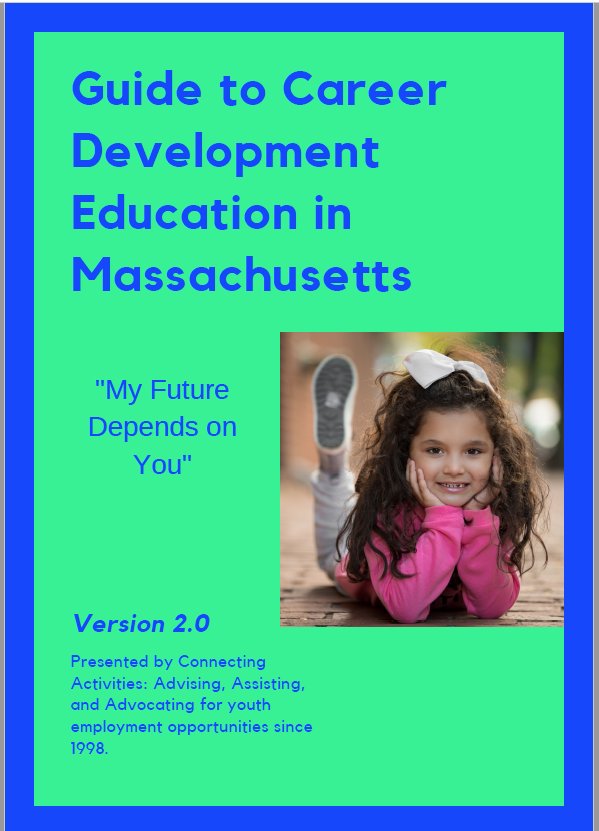 Guide to Career
Development
Education in
Massachusetts
"My Future
Depends on
You"
Version 2.0
Presented by Connecting
Activities: Advising, Assisting,
and Advocating for youth
employment opportunities since
1998.